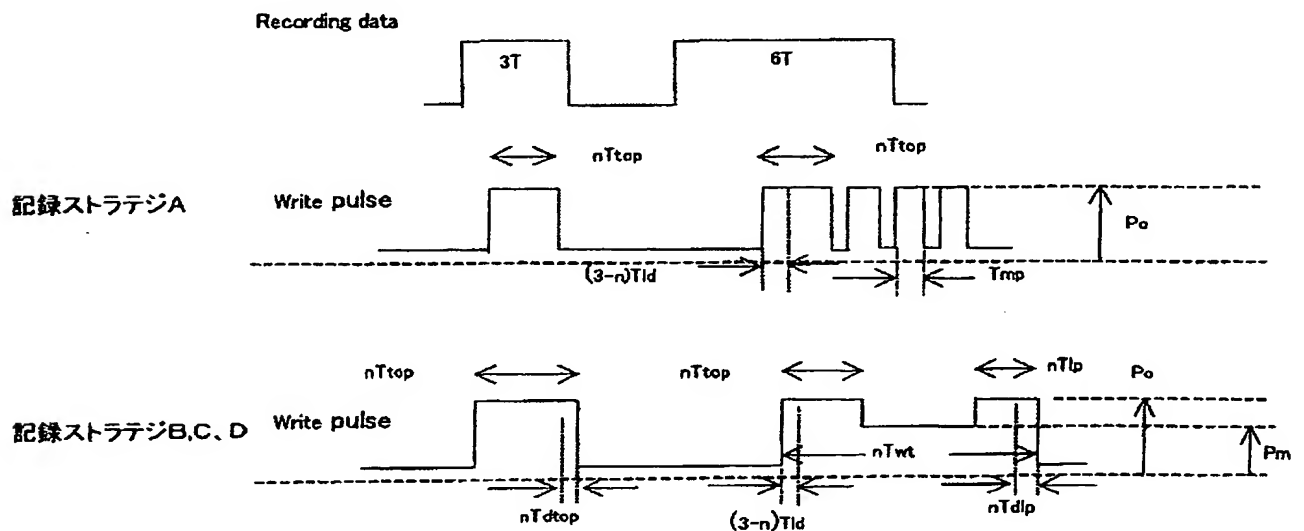 Recording data
3T
6T
nTtop
nTtop
記録ストラテジA
Write pulse
Po
(3-n)Tld
Tmp
nTtop
nTtop
nTlp
Po
記録ストラテジB,C、D
Write pulse
nTwt
Pm
nTdtop
(3-n)Tld
nTdlp